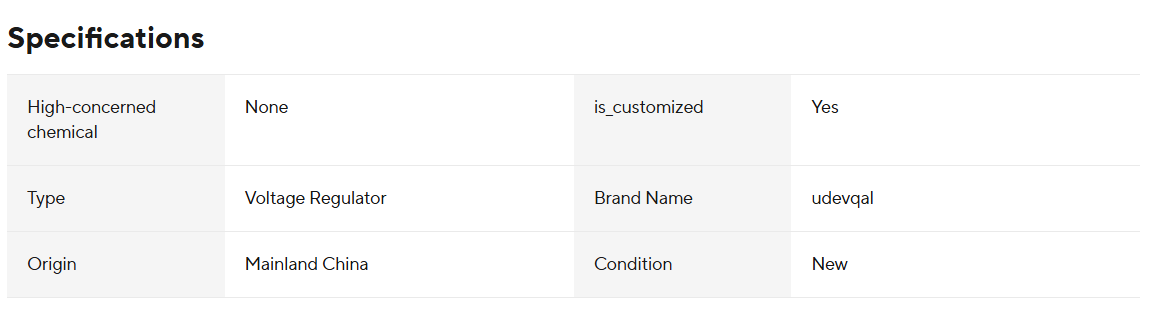 Specifications
High-concerned
chemical
None
is_customized
Yes
Type
Voltage Regulator
Brand Name
udevqal
Origin
Mainland China
Condition
New